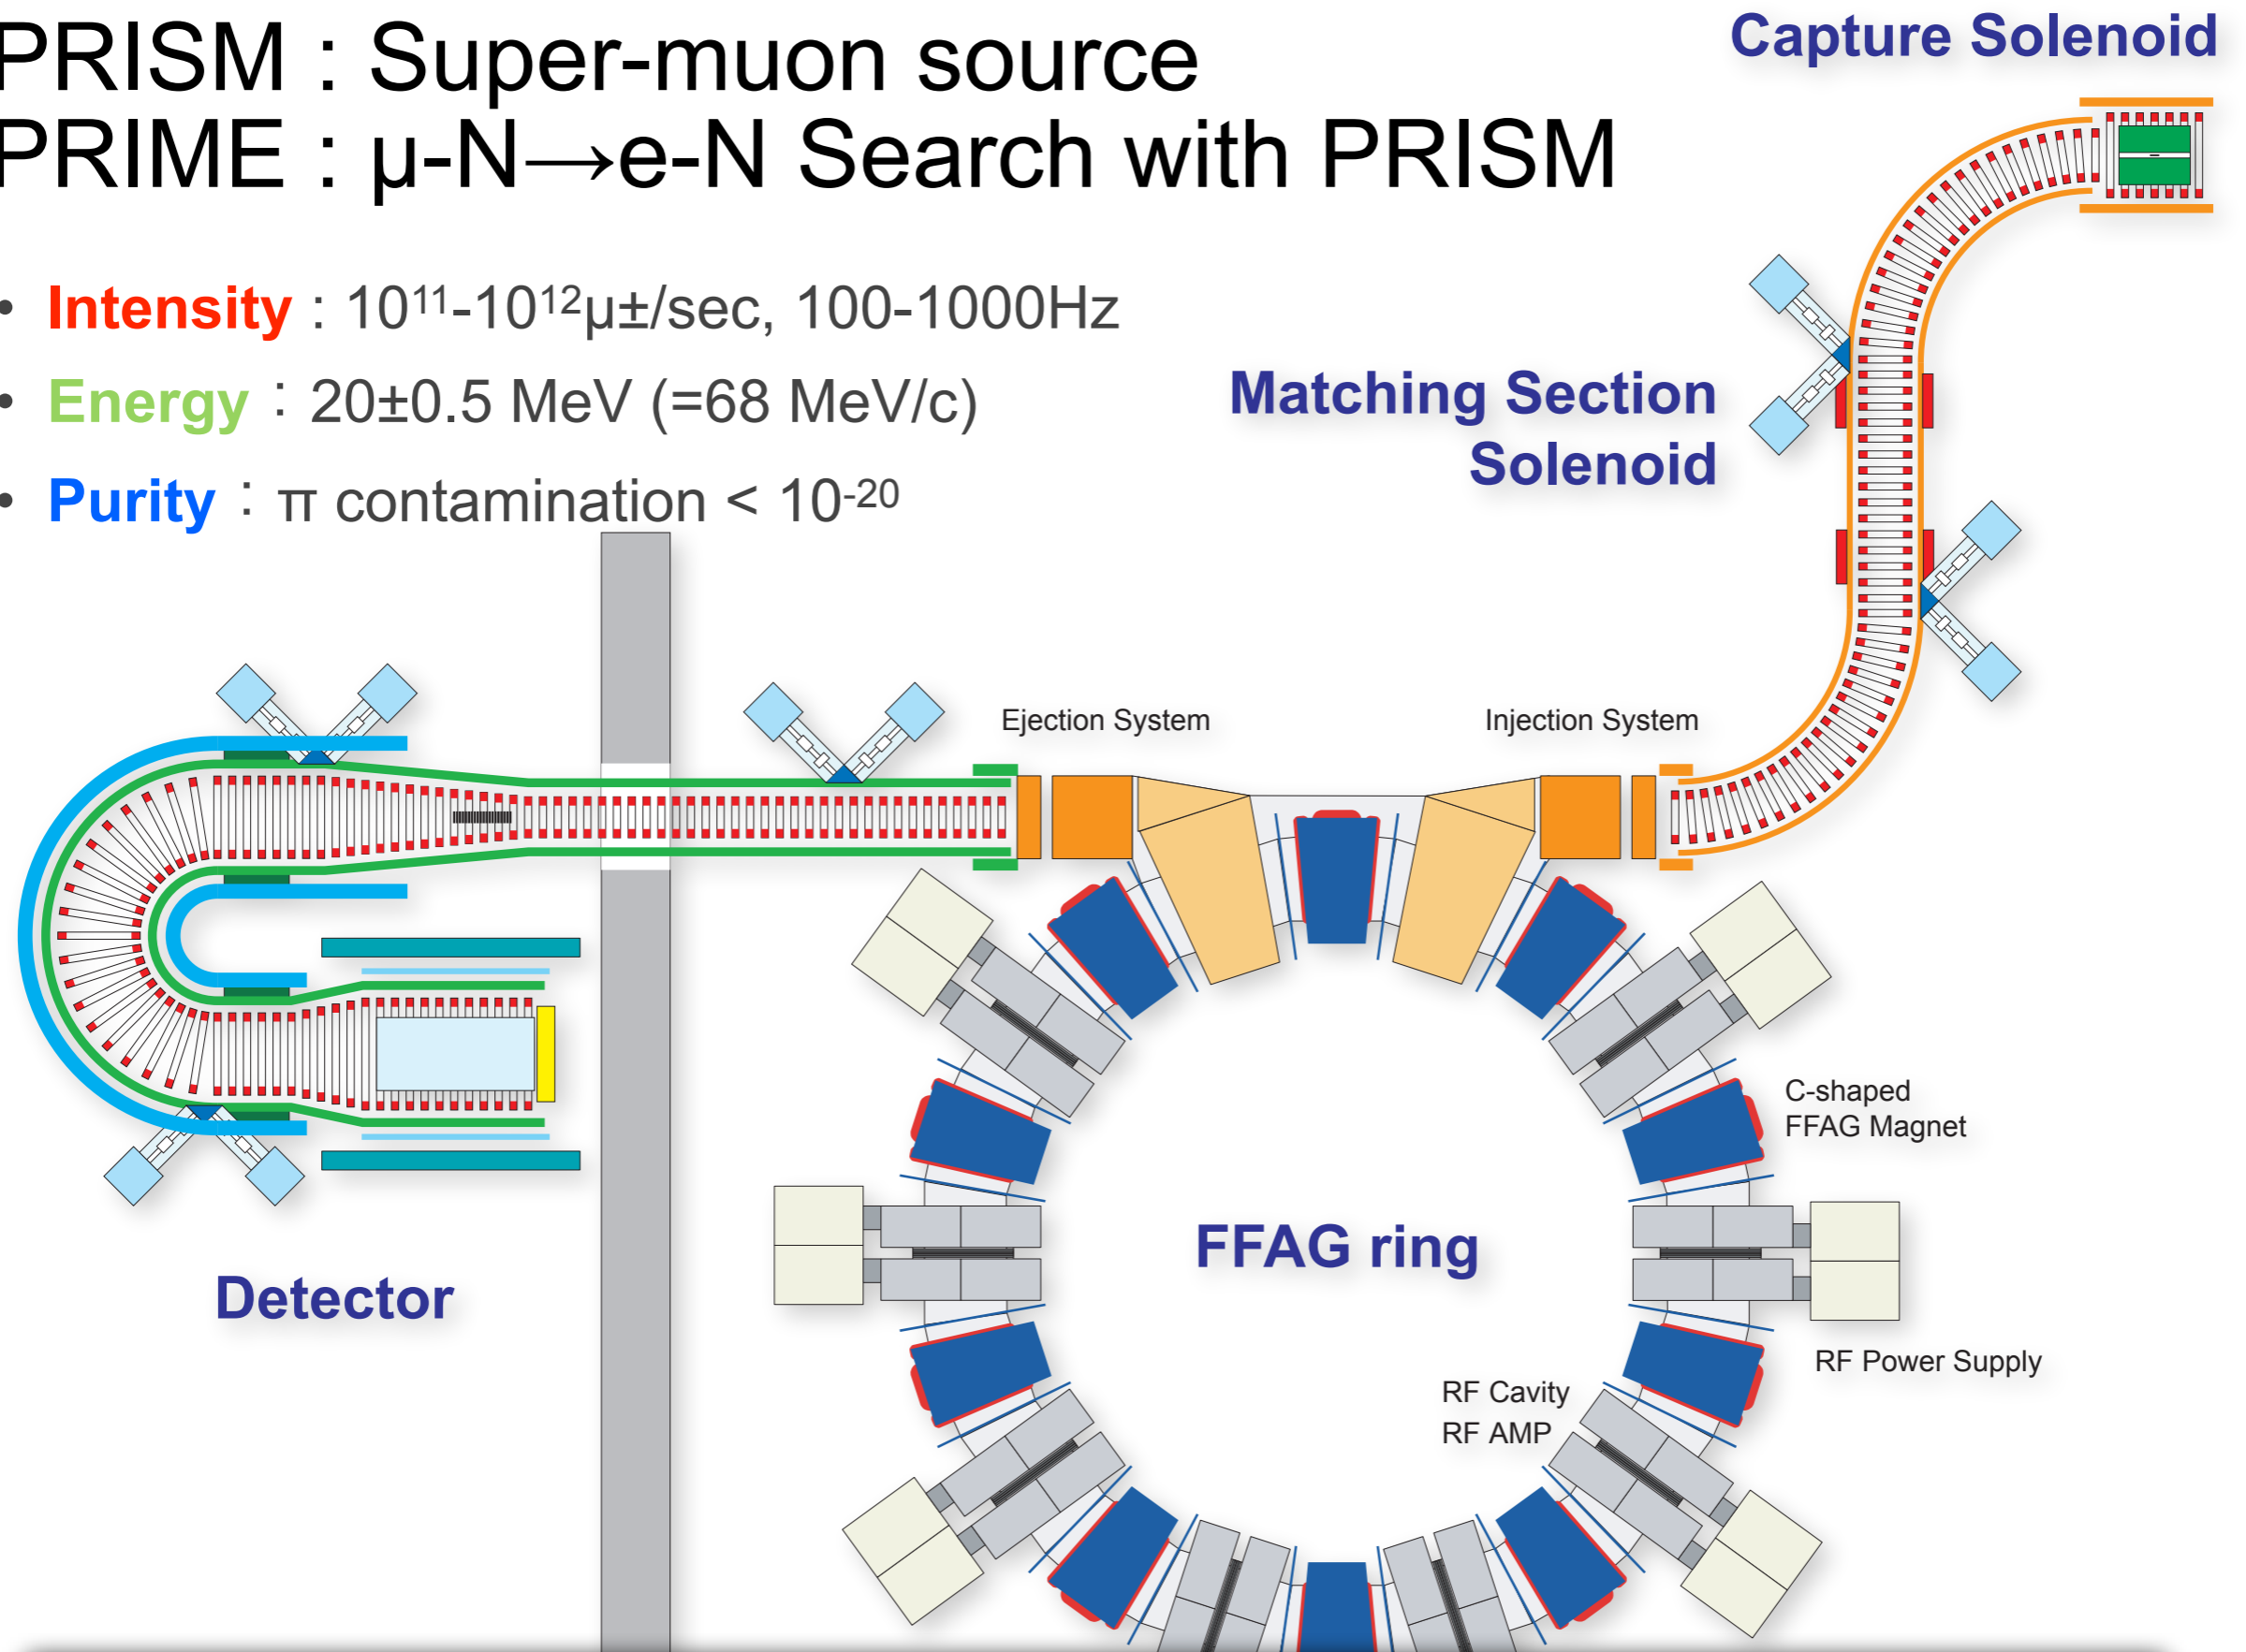 PRISM : Super-muon source
PRIME : μ-N→e-N Search with PRISM
Capture Solenoid
• Intensity : 10¹¹-10¹²μ±/sec, 100-1000Hz
• Energy : 20±0.5 MeV (=68 MeV/c)
• Purity : π contamination < 10⁻²⁰
Matching Section
Solenoid
Ejection System
Injection System
C-shaped
FFAG Magnet
FFAG ring
Detector
RF Power Supply
RF Cavity
RF AMP